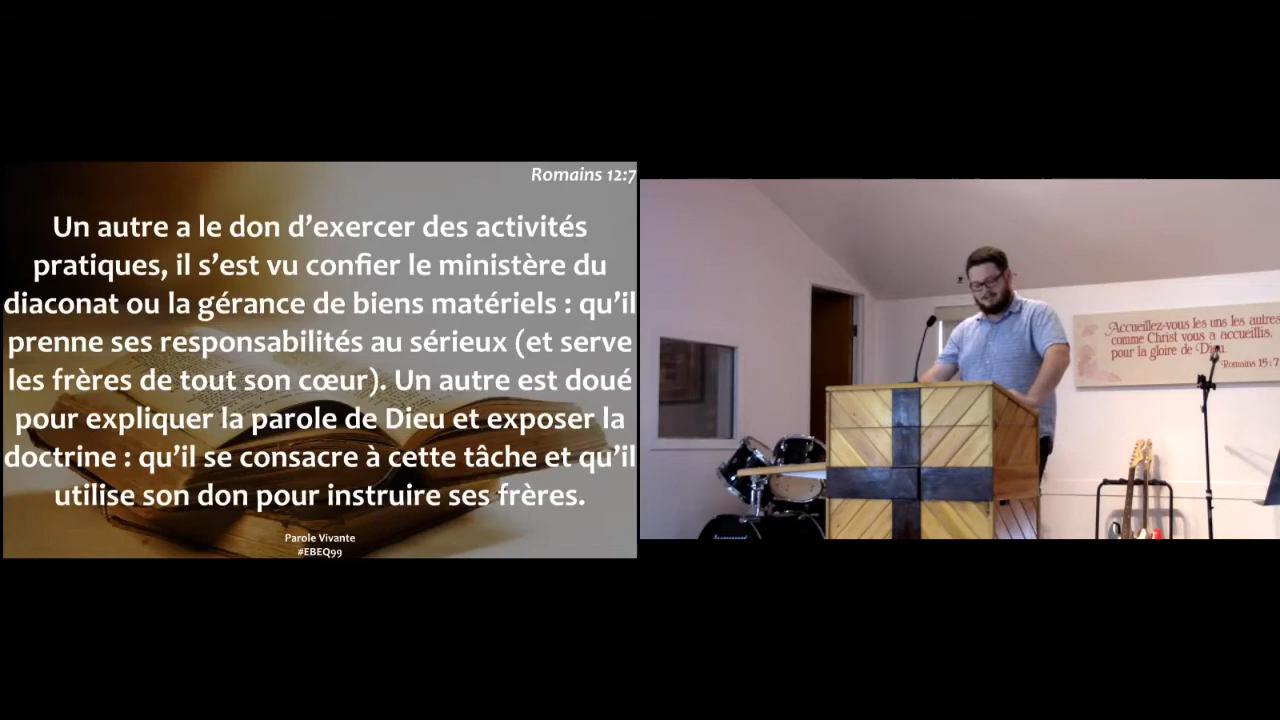 Romains 12:7
Un autre a le don d’exercer des activités
pratiques, il s’est vu confier le ministère du
diaconat ou la gérance de biens matériels : qu’il
prenne ses responsabilités au sérieux (et serve
les frères de tout son cœur). Un autre est doué
pour expliquer la parole de Dieu et exposer la
doctrine : qu’il se consacre à cette tâche et qu’il
utilise son don pour instruire ses frères.
Parole Vivante
#EBEQ99
Accueillez-vous les uns les autres
comme Christ vous a accueillis,
pour la gloire de Dieu.
Romains 15:7